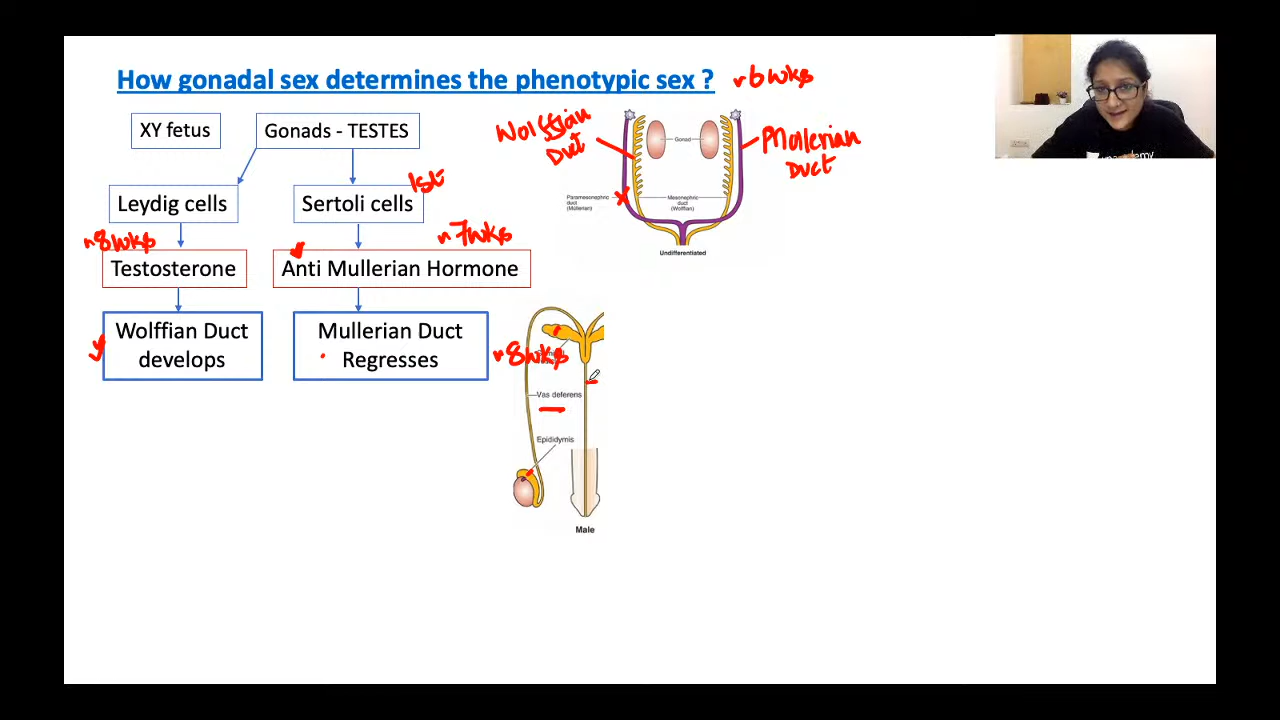 How gonadal sex determines the phenotypic sex ?
~6wks
XY fetus
Gonads - TESTES
Wolffian
Duct
Gonad
Mullerian
Duct
Leydig cells
Sertoli cells
1st
Paramesonephric
duct
(Müllerian)
Mesonephric
duct
(Wolffian)
~8wks
~7wks
Undifferentiated
Testosterone
Anti Mullerian Hormone
Wolffian Duct
develops
Mullerian Duct
Regresses
~8wks
Vas deferens
Epididymis
Male